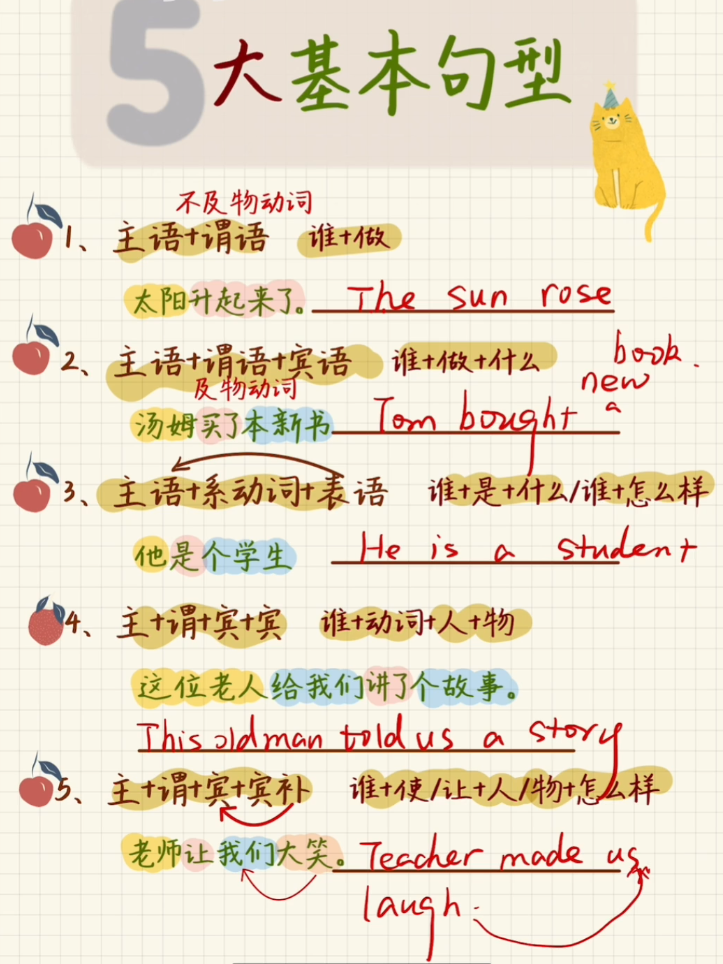 5大基本句型
不及物动词
1、主语+谓语 谁+做
太阳升起来了。The sun rose
2、主语+谓语+宾语 谁+做+什么
及物动词
汤姆买了本新书 Tom bought a
new
book.
3、主语+系动词+表语 谁+是+什么/谁+怎么样
他是个学生 He is a student
4、主+谓+宾+宾 谁+动词+人+物
这位老人给我们讲了个故事。
This old man told us a story
5、主+谓+宾+宾补 谁+使/让+人/物+怎么样
老师让我们大笑。Teacher made us
laugh.